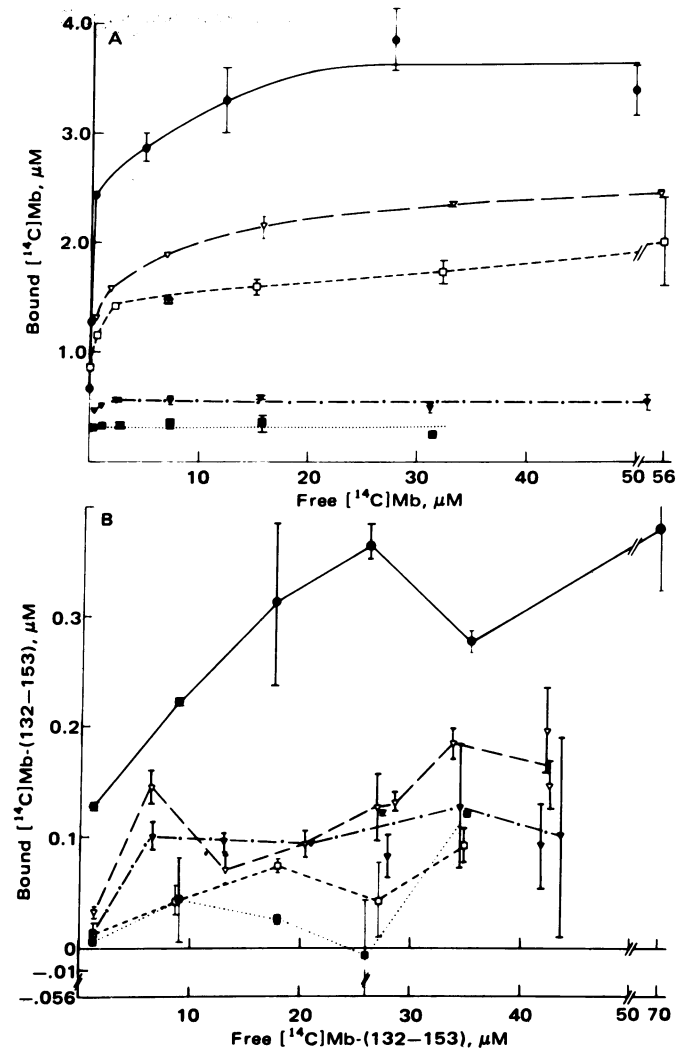 4.0
A
3.0
2.0
1.0
Bound [¹⁴C]Mb, μM
10 20 30 40 50 56
Free [¹⁴C]Mb, μM
B
0.3
0.2
0.1
0
−.01
−.056
Bound [¹⁴C]Mb-(132−153), μM
10 20 30 40 50 70
Free [¹⁴C]Mb-(132−153), μM